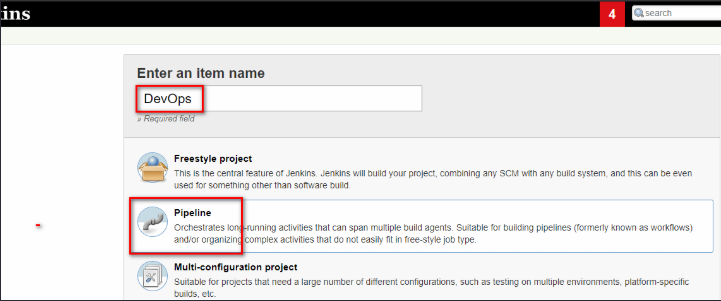 kins
4
search
Enter an item name
DevOps
» Required field
Freestyle project
This is the central feature of Jenkins. Jenkins will build your project, combining any SCM with any build system, and this can be even
used for something other than software build.
Pipeline
Orchestrates long-running activities that can span multiple build agents. Suitable for building pipelines (formerly known as workflows)
and/or organizing complex activities that do not easily fit in free-style job type.
Multi-configuration project
Suitable for projects that need a large number of different configurations, such as testing on multiple environments, platform-specific
builds, etc.